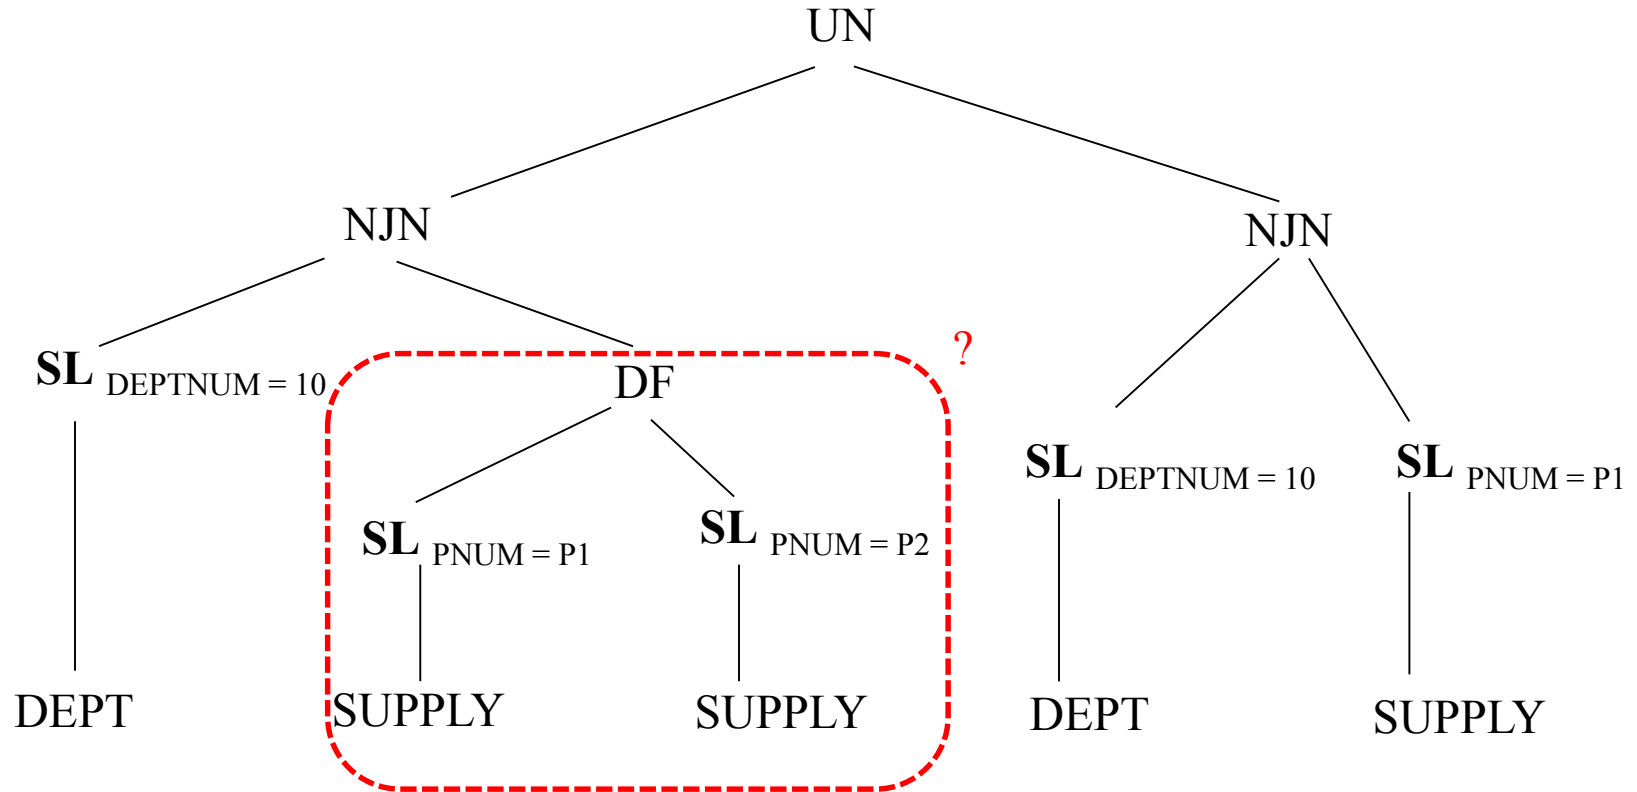 UN
NJN
NJN
?
SL DEPTNUM = 10
DF
SL DEPTNUM = 10
SL PNUM = P1
SL PNUM = P1
SL PNUM = P2
DEPT
SUPPLY
SUPPLY
DEPT
SUPPLY